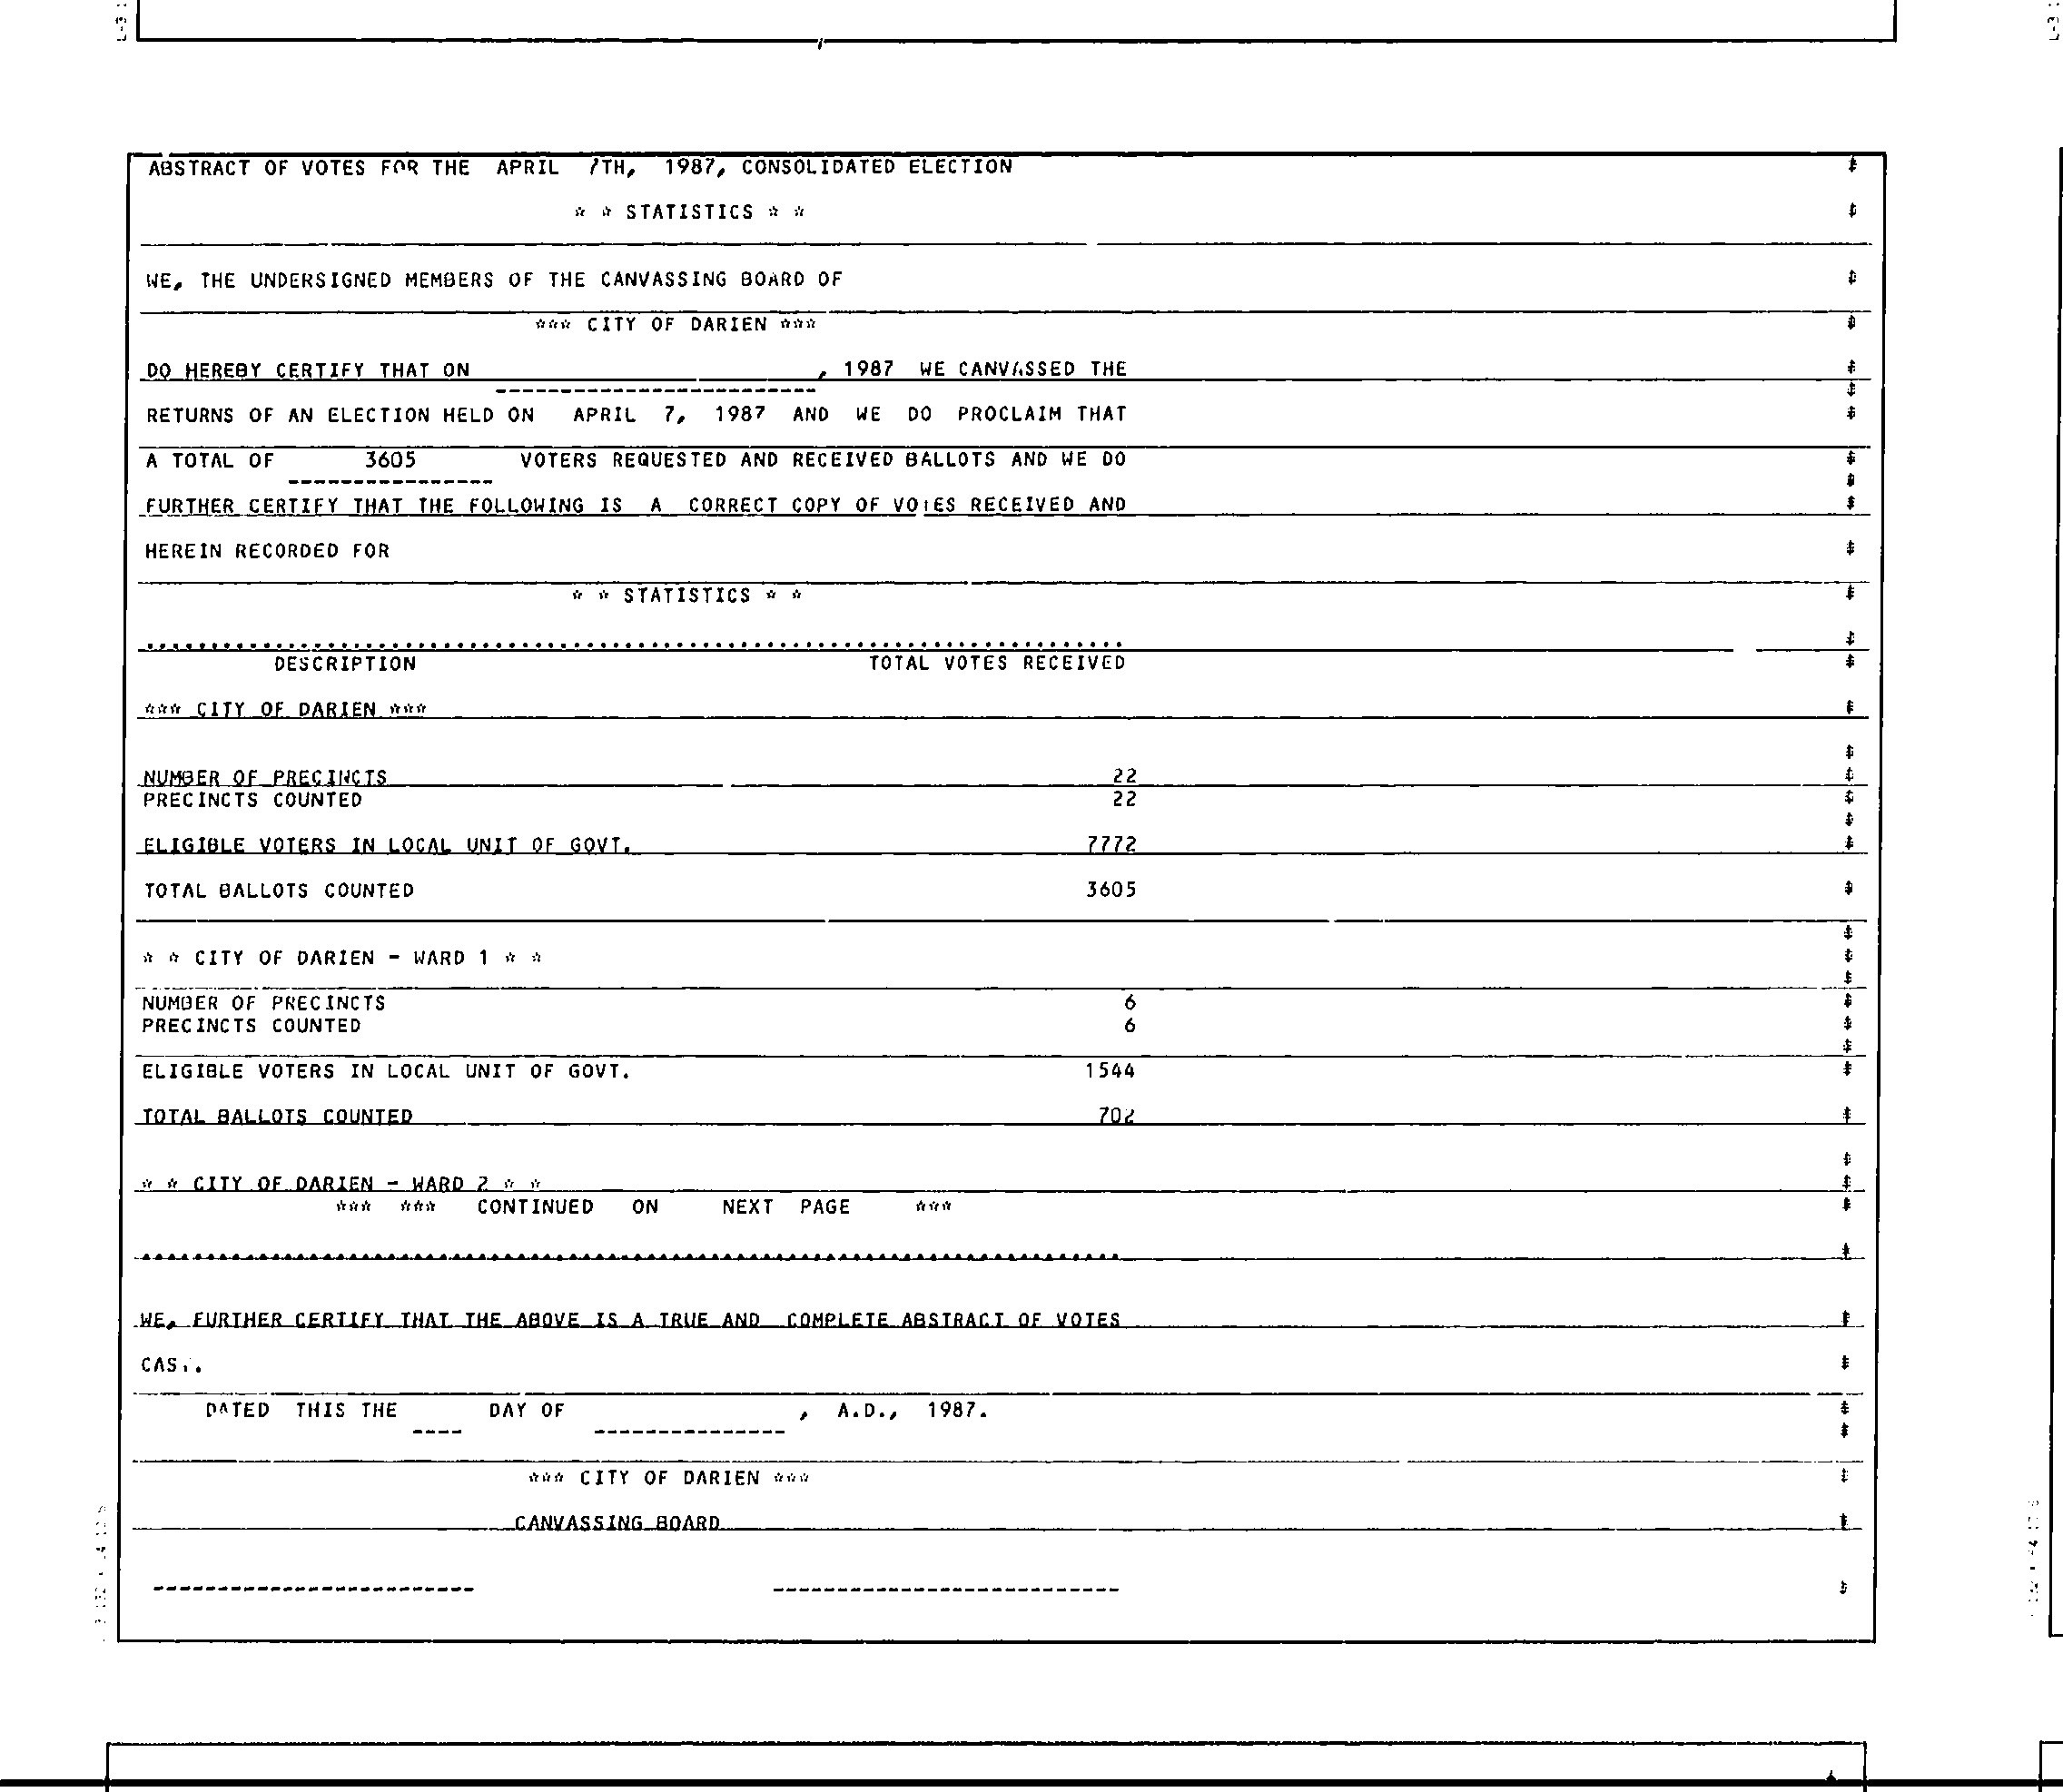 ABSTRACT OF VOTES FOR THE APRIL 7TH, 1987, CONSOLIDATED ELECTION
* * STATISTICS * *
WE, THE UNDERSIGNED MEMBERS OF THE CANVASSING BOARD OF
*** CITY OF DARIEN ***
DO HEREBY CERTIFY THAT ON , 1987 WE CANVASSED THE
RETURNS OF AN ELECTION HELD ON APRIL 7, 1987 AND WE DO PROCLAIM THAT
A TOTAL OF 3605 VOTERS REQUESTED AND RECEIVED BALLOTS AND WE DO
FURTHER CERTIFY THAT THE FOLLOWING IS A CORRECT COPY OF VOTES RECEIVED AND
HEREIN RECORDED FOR
* * STATISTICS * *
DESCRIPTION TOTAL VOTES RECEIVED
*** CITY OF DARIEN ***
NUMBER OF PRECINCTS 22
PRECINCTS COUNTED 22
ELIGIBLE VOTERS IN LOCAL UNIT OF GOVT. 7772
TOTAL BALLOTS COUNTED 3605
* * CITY OF DARIEN - WARD 1 * *
NUMBER OF PRECINCTS 6
PRECINCTS COUNTED 6
ELIGIBLE VOTERS IN LOCAL UNIT OF GOVT. 1544
TOTAL BALLOTS COUNTED 702
* * CITY OF DARIEN - WARD 2 * *
*** *** CONTINUED ON NEXT PAGE ***
WE, FURTHER CERTIFY THAT THE ABOVE IS A TRUE AND COMPLETE ABSTRACT OF VOTES
CAST.
DATED THIS THE ____ DAY OF _______________ , A.D., 1987.
*** CITY OF DARIEN ***
CANVASSING BOARD